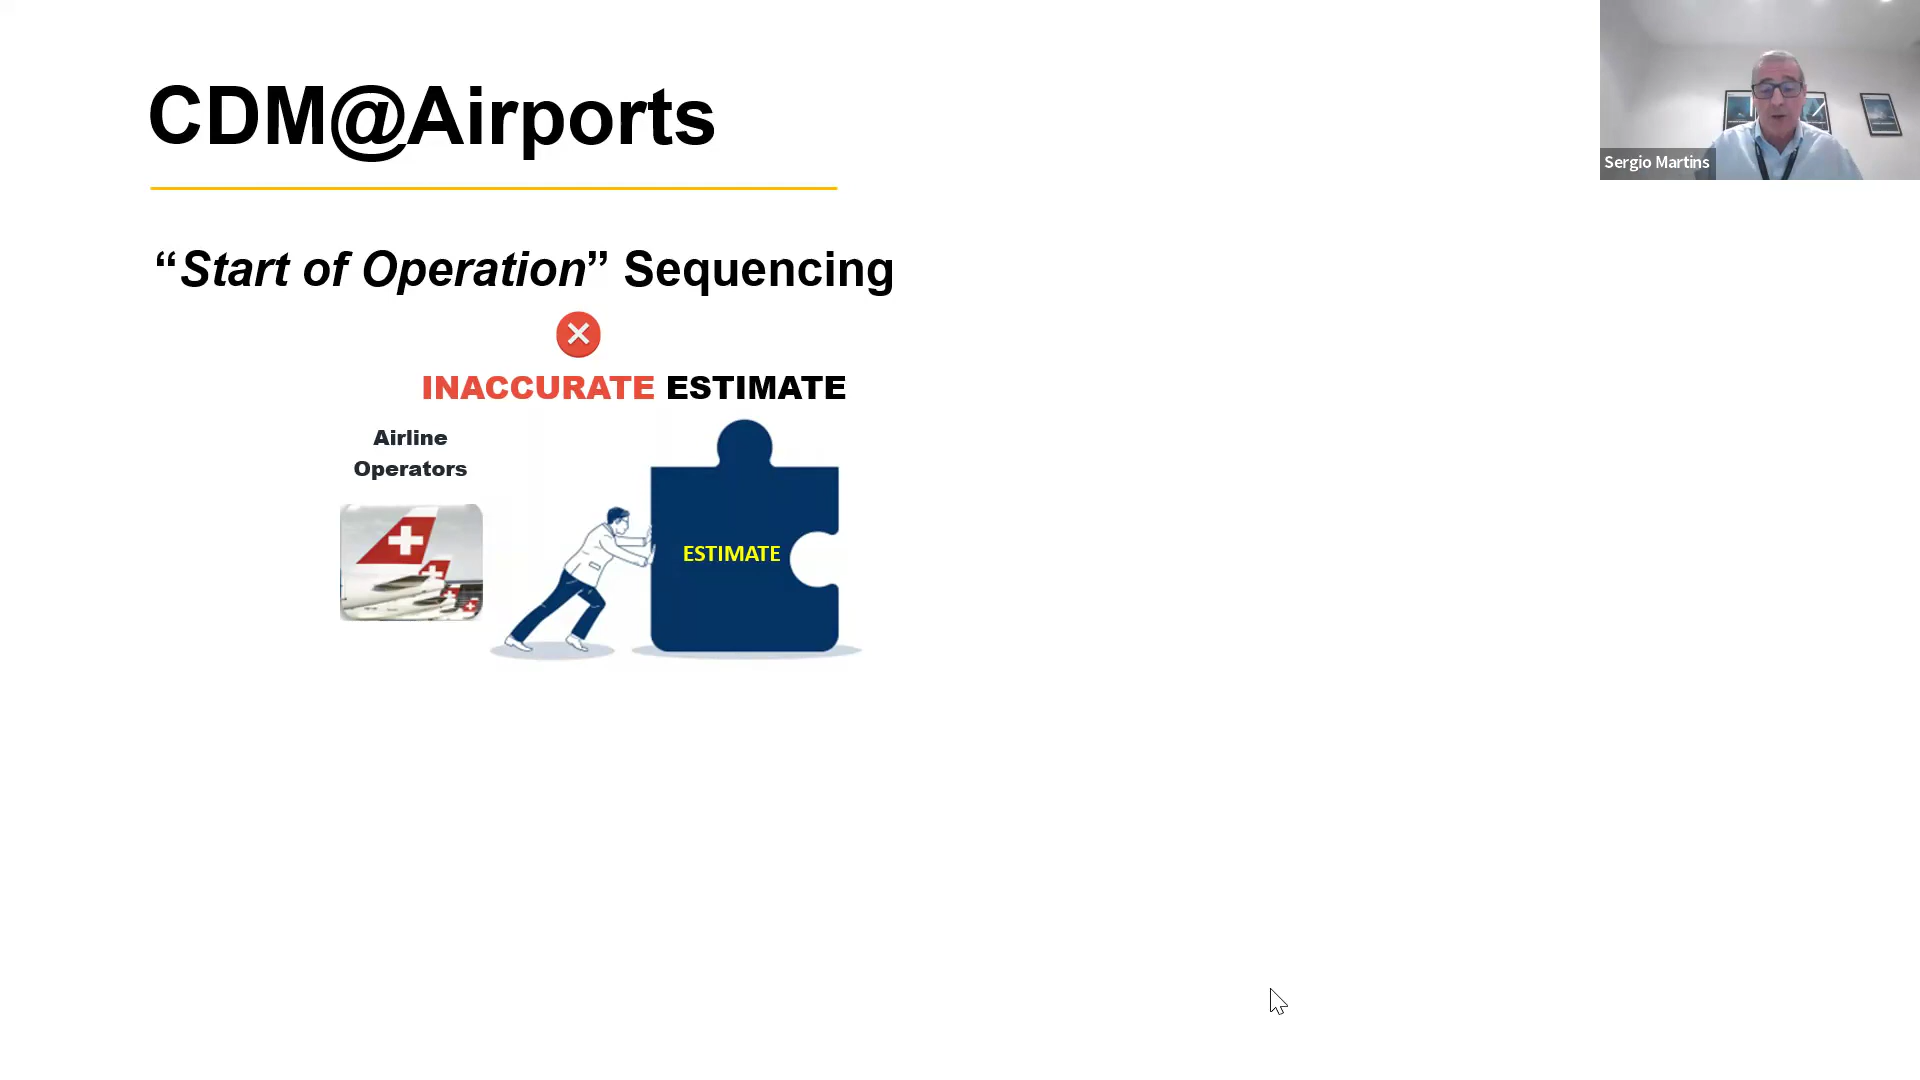 CDM@Airports
Sergio Martins
“Start of Operation” Sequencing
INACCURATE ESTIMATE
Airline
Operators
ESTIMATE